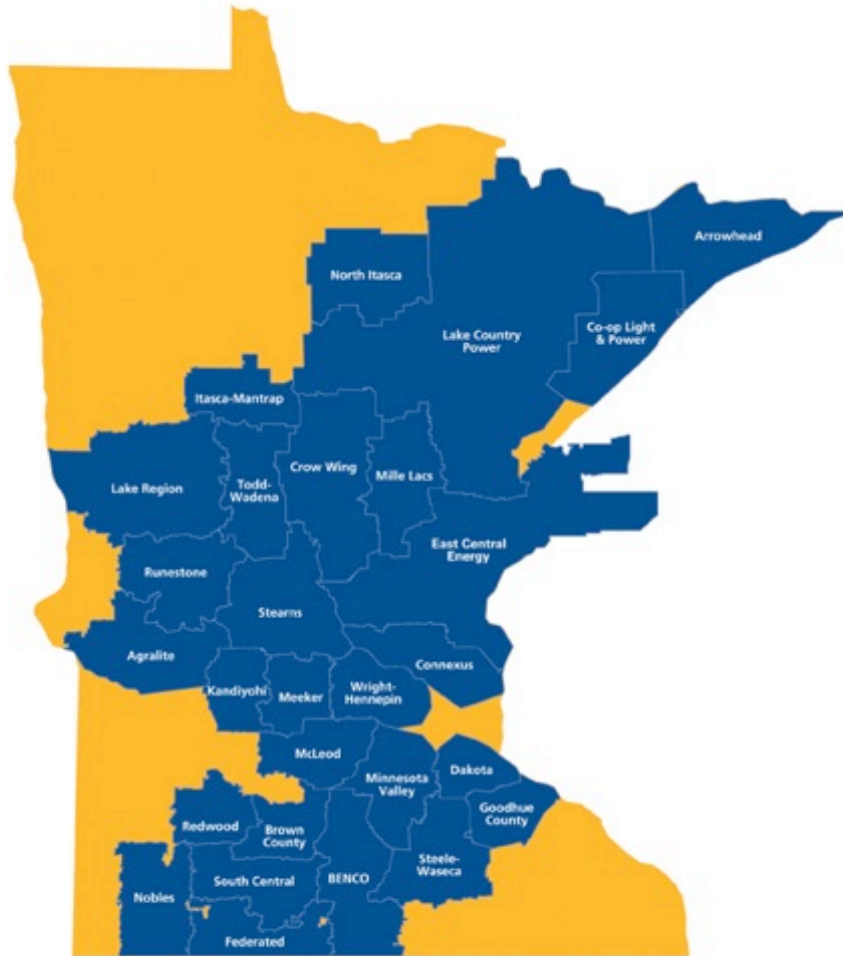 Arrowhead
North Itasca
Lake Country
Power
Co-op Light
& Power
Itasca-Mantrap
Lake Region
Todd-
Wadena
Crow Wing
Mille Lacs
East Central
Energy
Runestone
Stearns
Agralite
Connexus
Kandiyohi
Meeker
Wright-
Hennepin
McLeod
Minnesota
Valley
Dakota
Goodhue
County
Redwood
Brown
County
Steele-
Waseca
South Central
BENCO
Nobles
Federated